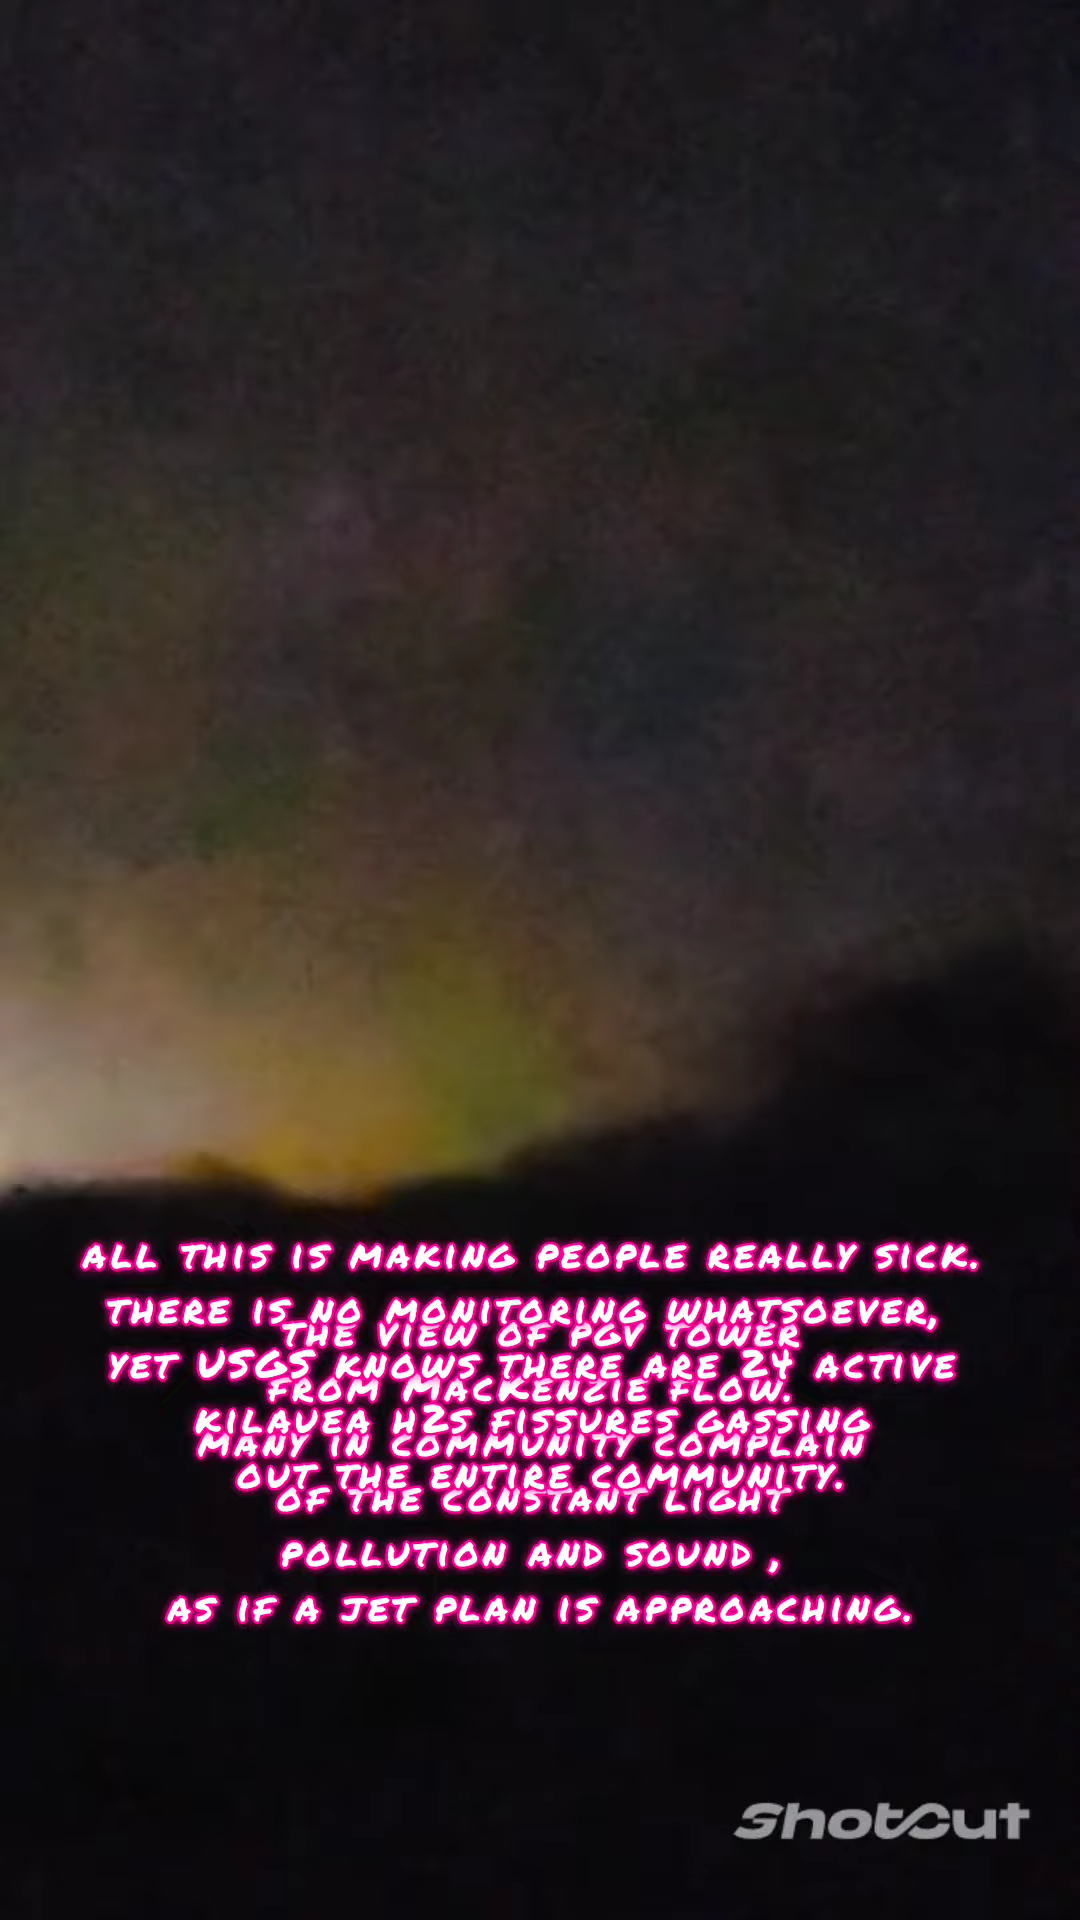 ALL THIS IS MAKING PEOPLE REALLY SICK.
THERE IS NO MONITORING WHATSOEVER,
THE VIEW OF PGV TOWER
YET USGS KNOWS THERE ARE 24 ACTIVE
FROM MACKENZIE FLOW.
KILAUEA H2S FISSURES GASSING
MANY IN COMMUNITY COMPLAIN
OUT THE ENTIRE COMMUNITY.
OF THE CONSTANT LIGHT
POLLUTION AND SOUND ,
AS IF A JET PLAN IS APPROACHING.
ShotCut